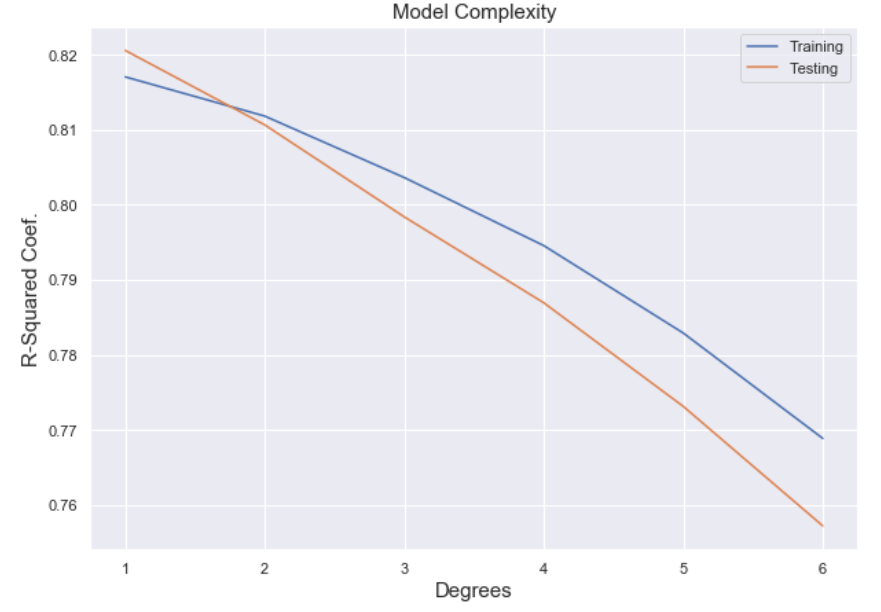 Model Complexity
Training
Testing
R-Squared Coef.
0.82
0.81
0.80
0.79
0.78
0.77
0.76
1 2 3 4 5 6
Degrees